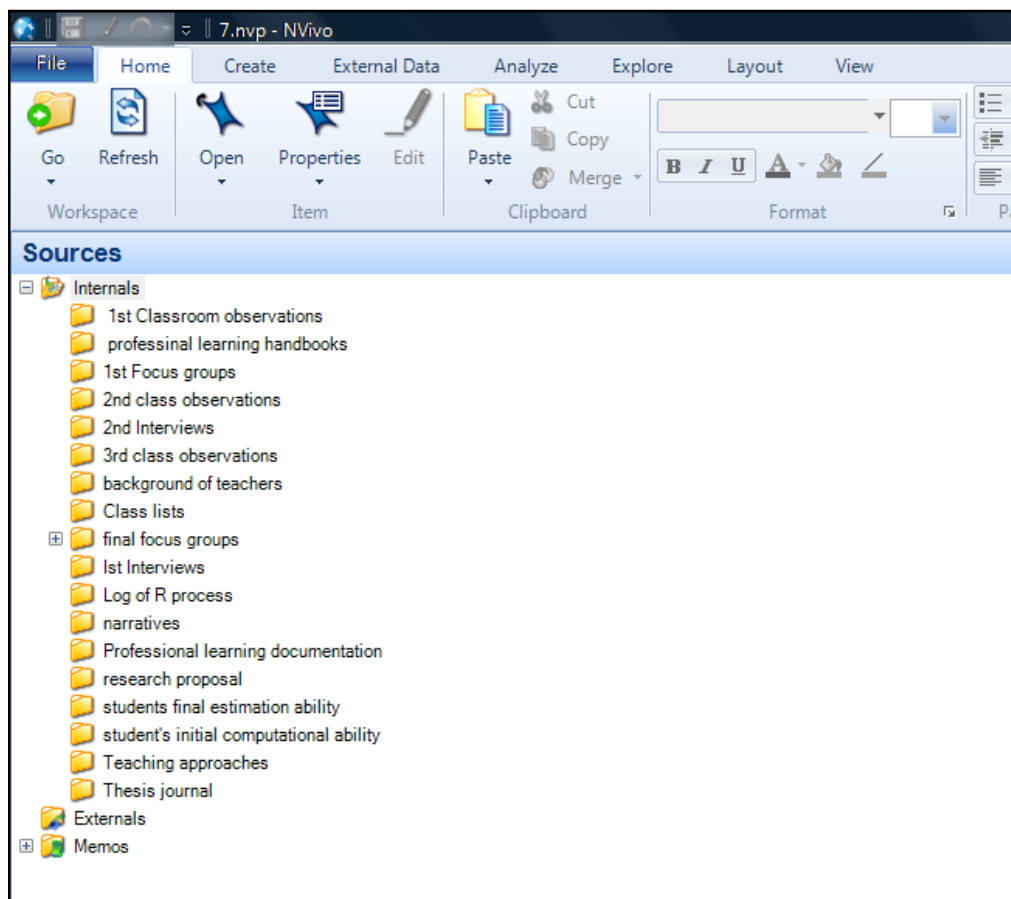 7.nvp - NVivo
File Home Create External Data Analyze Explore Layout View
Go Refresh Open Properties Edit Paste Cut Copy Merge B I U A
Workspace Item Clipboard Format
Sources
Internals
1st Classroom observations
professinal learning handbooks
1st Focus groups
2nd class observations
2nd Interviews
3rd class observations
background of teachers
Class lists
final focus groups
Ist Interviews
Log of R process
narratives
Professional learning documentation
research proposal
students final estimation ability
student's initial computational ability
Teaching approaches
Thesis journal
Externals
Memos